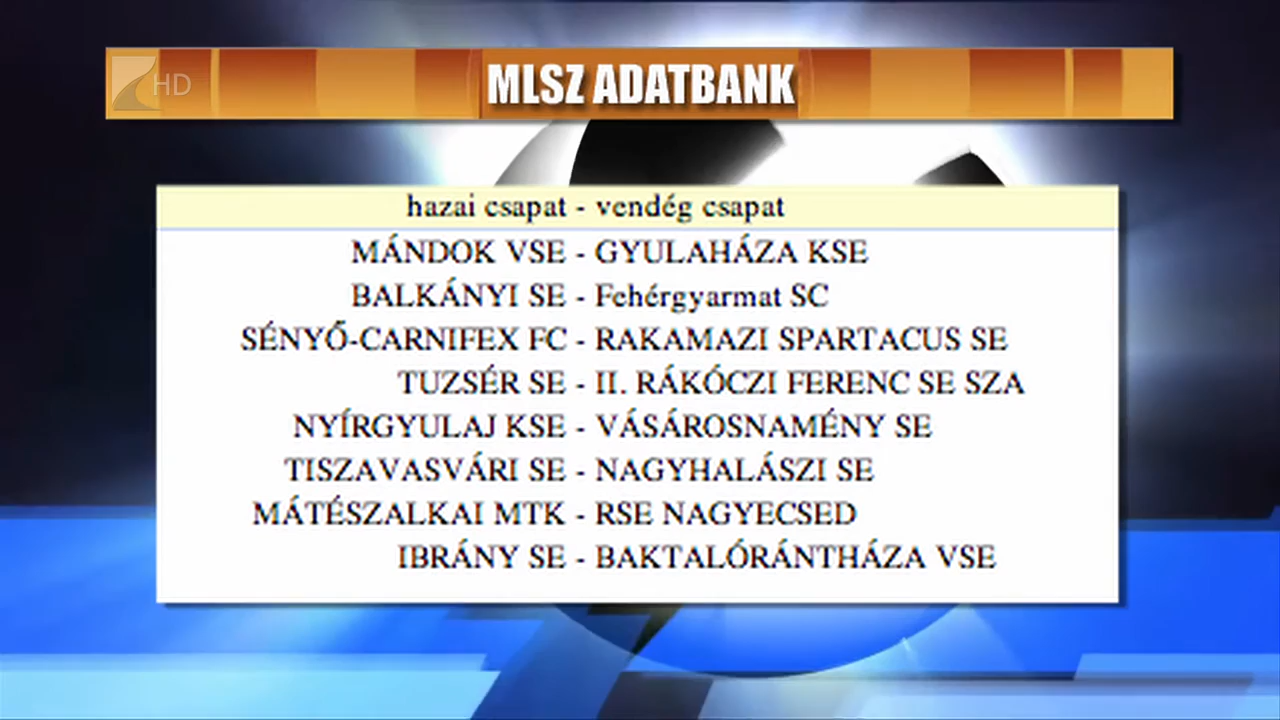 HD
MLSZ ADATBANK
hazai csapat - vendég csapat
MÁNDOK VSE - GYULAHÁZA KSE
BALKÁNYI SE - Fehérgyarmat SC
SÉNYŐ-CARNIFEX FC - RAKAMAZI SPARTACUS SE
TUZSÉR SE - II. RÁKÓCZI FERENC SE SZA
NYÍRGYULAJ KSE - VÁSÁROSNAMÉNY SE
TISZAVASVÁRI SE - NAGYHALÁSZI SE
MÁTÉSZALKAI MTK - RSE NAGYECSED
IBRÁNY SE - BAKTALÓRÁNTHÁZA VSE